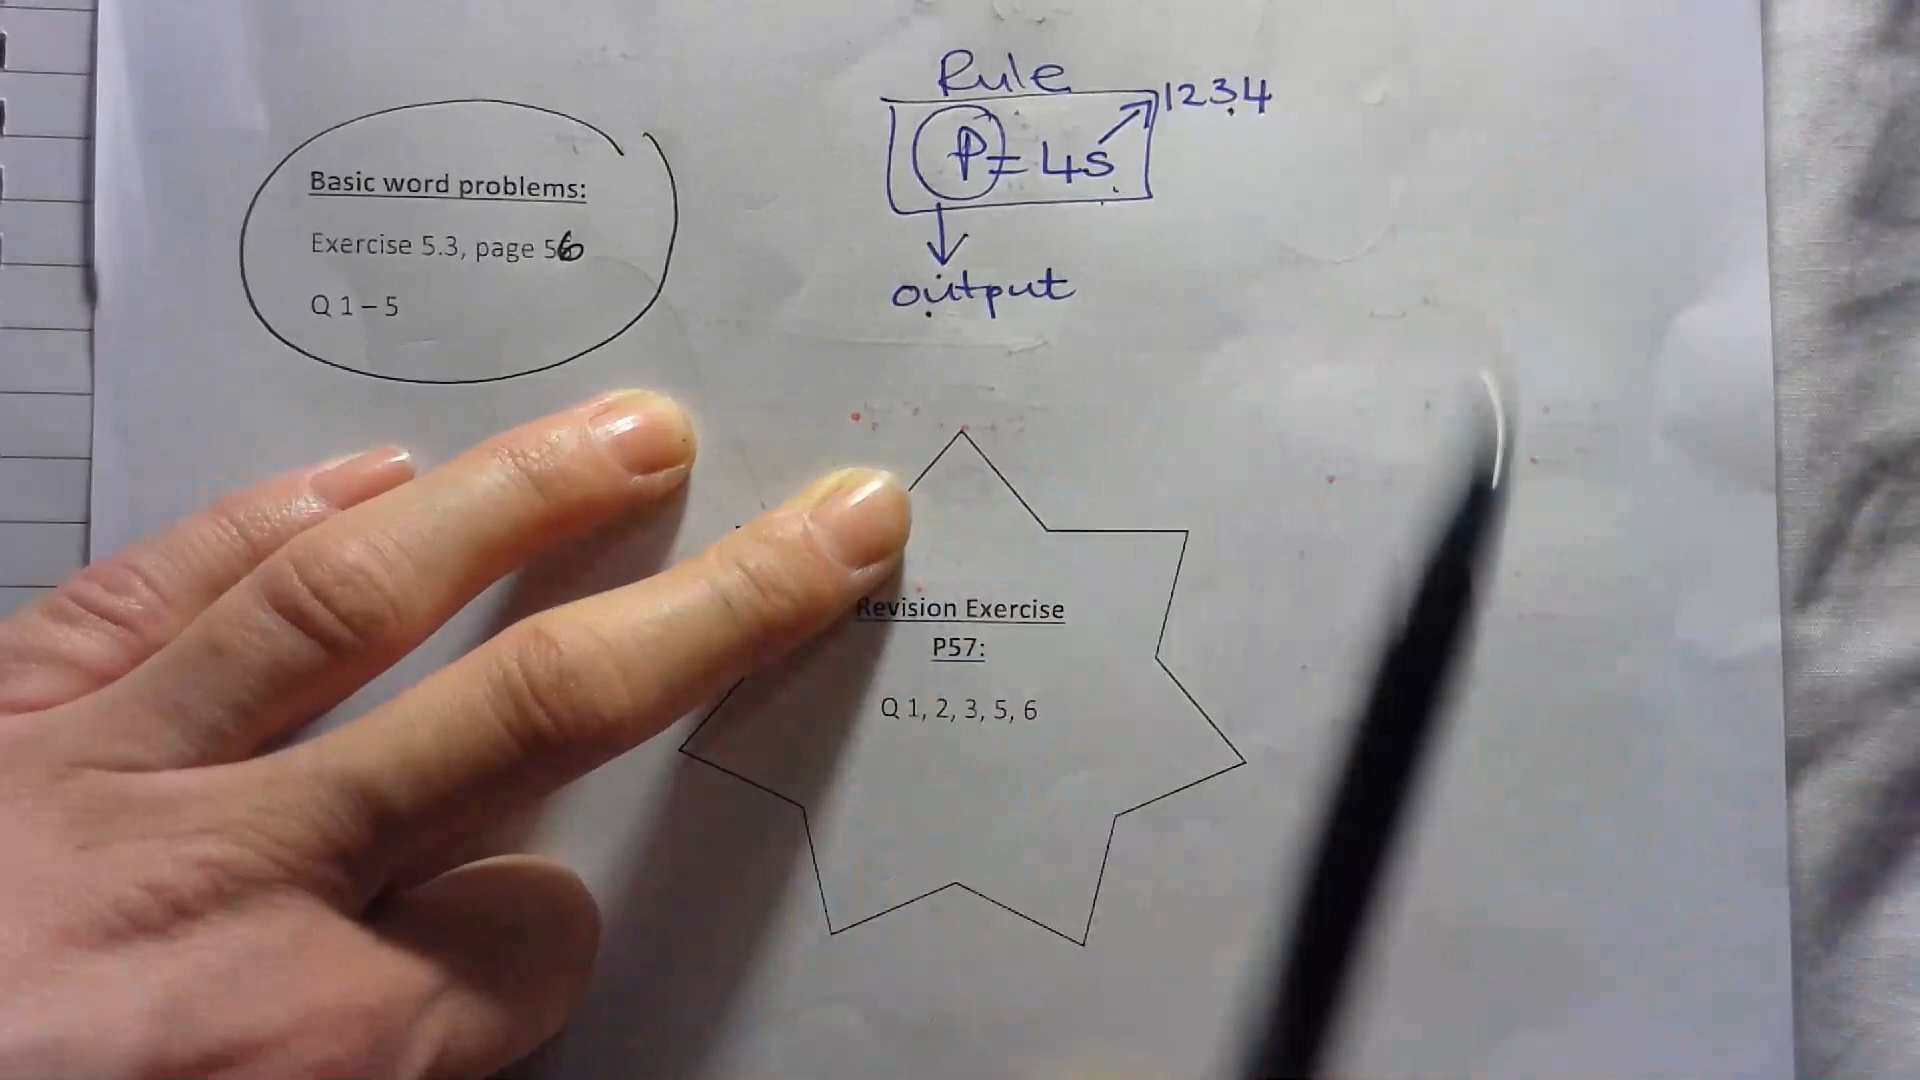 Rule
1234
P = 4s
output
Basic word problems:
Exercise 5.3, page 56
Q 1 – 5
Revision Exercise
P57:
Q 1, 2, 3, 5, 6